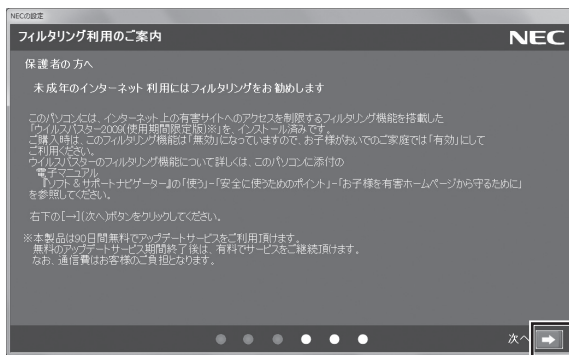 NECの設定
フィルタリング利用のご案内
NEC
保護者の方へ
未成年のインターネット利用にはフィルタリングをお勧めします
このパソコンには、インターネット上の有害サイトへのアクセスを制限するフィルタリング機能を搭載した
「ウイルスバスター2009(使用期間限定版)※」を、インストール済みです。
ご購入時は、このフィルタリング機能は「無効」になっていますので、お子様がおいでのご家庭では「有効」にして
ご利用ください。
ウイルスバスターのフィルタリング機能について詳しくは、このパソコンに添付の
電子マニュアル
『ソフト&サポートナビゲーター』の「使う」-「安全に使うためのポイント」-「お子様を有害ホームページから守るために」
を参照してください。
右下の[→](次へ)ボタンをクリックしてください。
※本製品は90日間無料でアップデートサービスをご利用頂けます。
無料のアップデートサービス期間終了後は、有料でサービスをご継続頂けます。
なお、通信費はお客様のご負担となります。
次へ